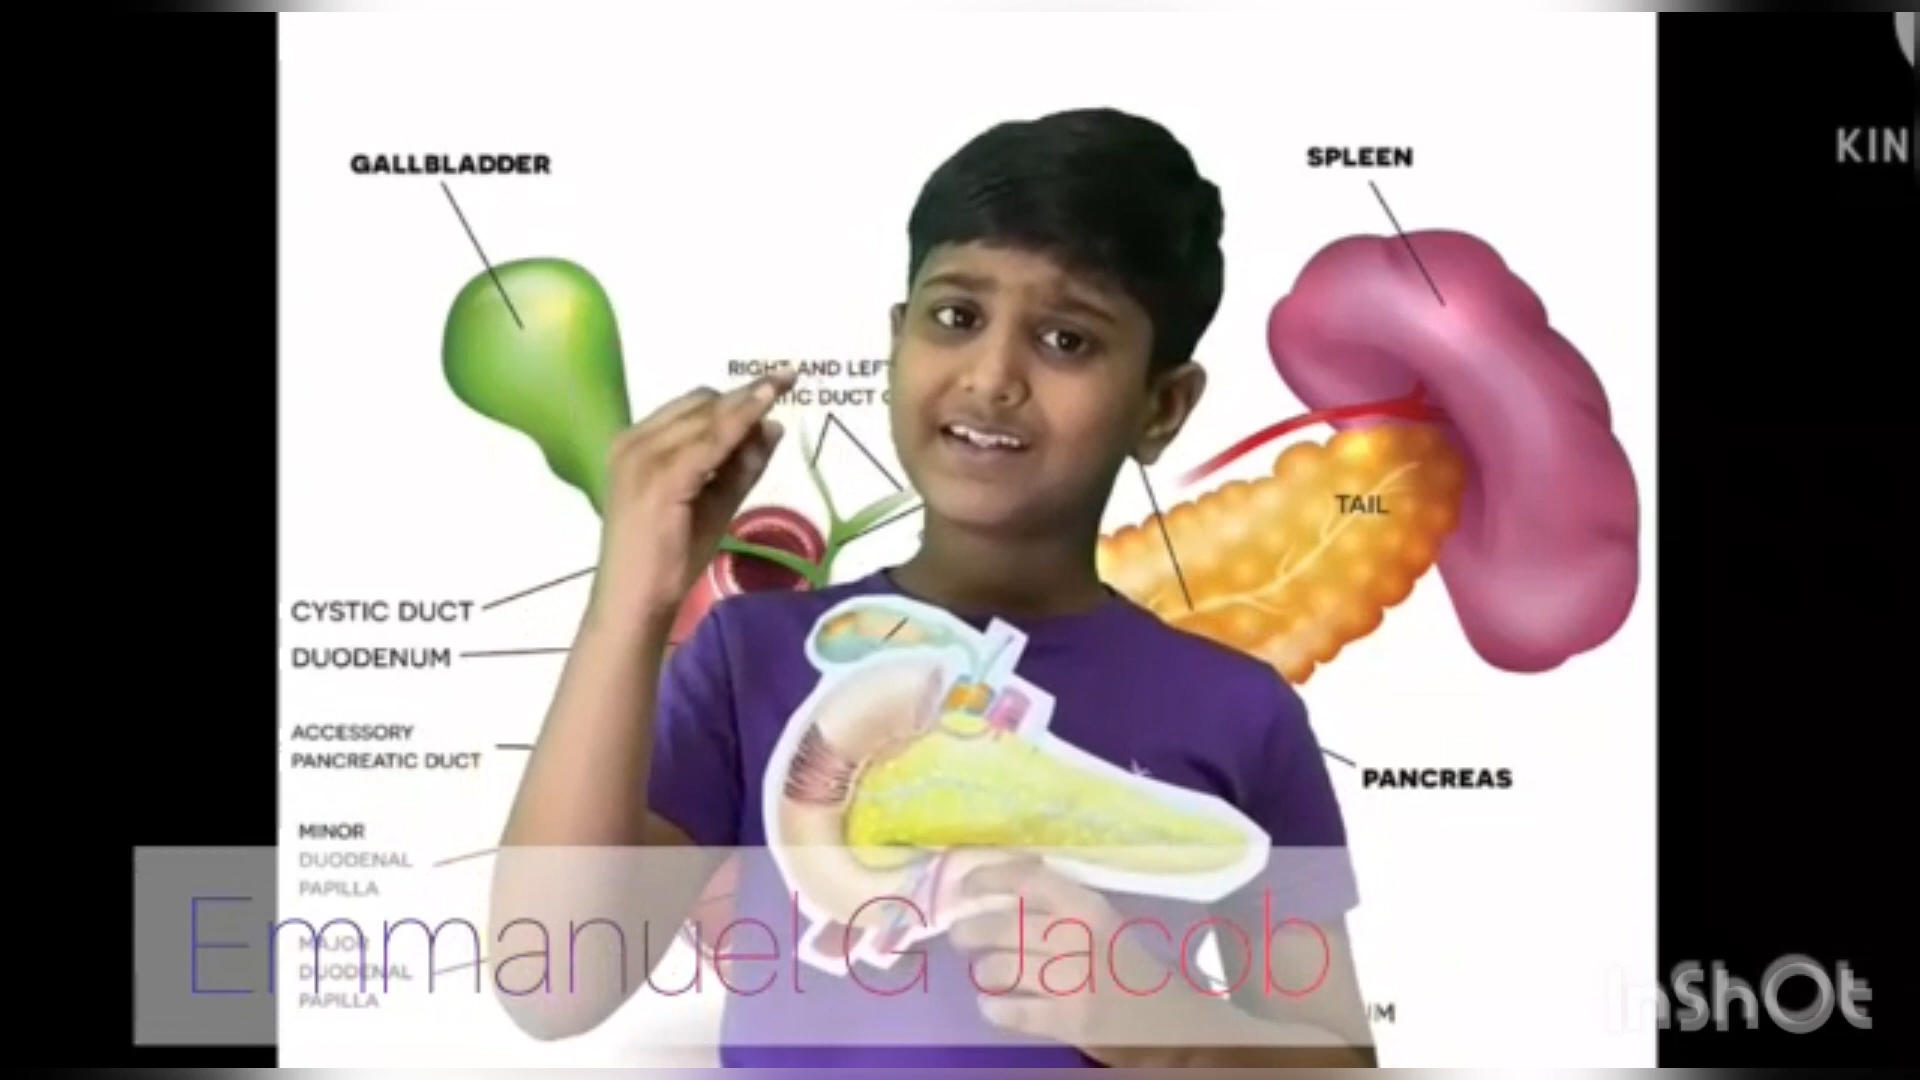 GALLBLADDER
SPLEEN
KIN
RIGHT AND LEFT
DUCT
TAIL
CYSTIC DUCT
DUODENUM
ACCESSORY
PANCREATIC DUCT
PANCREAS
MINOR
DUODENAL
PAPILLA
Emmanuel G Jacob
MAJOR
DUODENAL
PAPILLA
InShOt